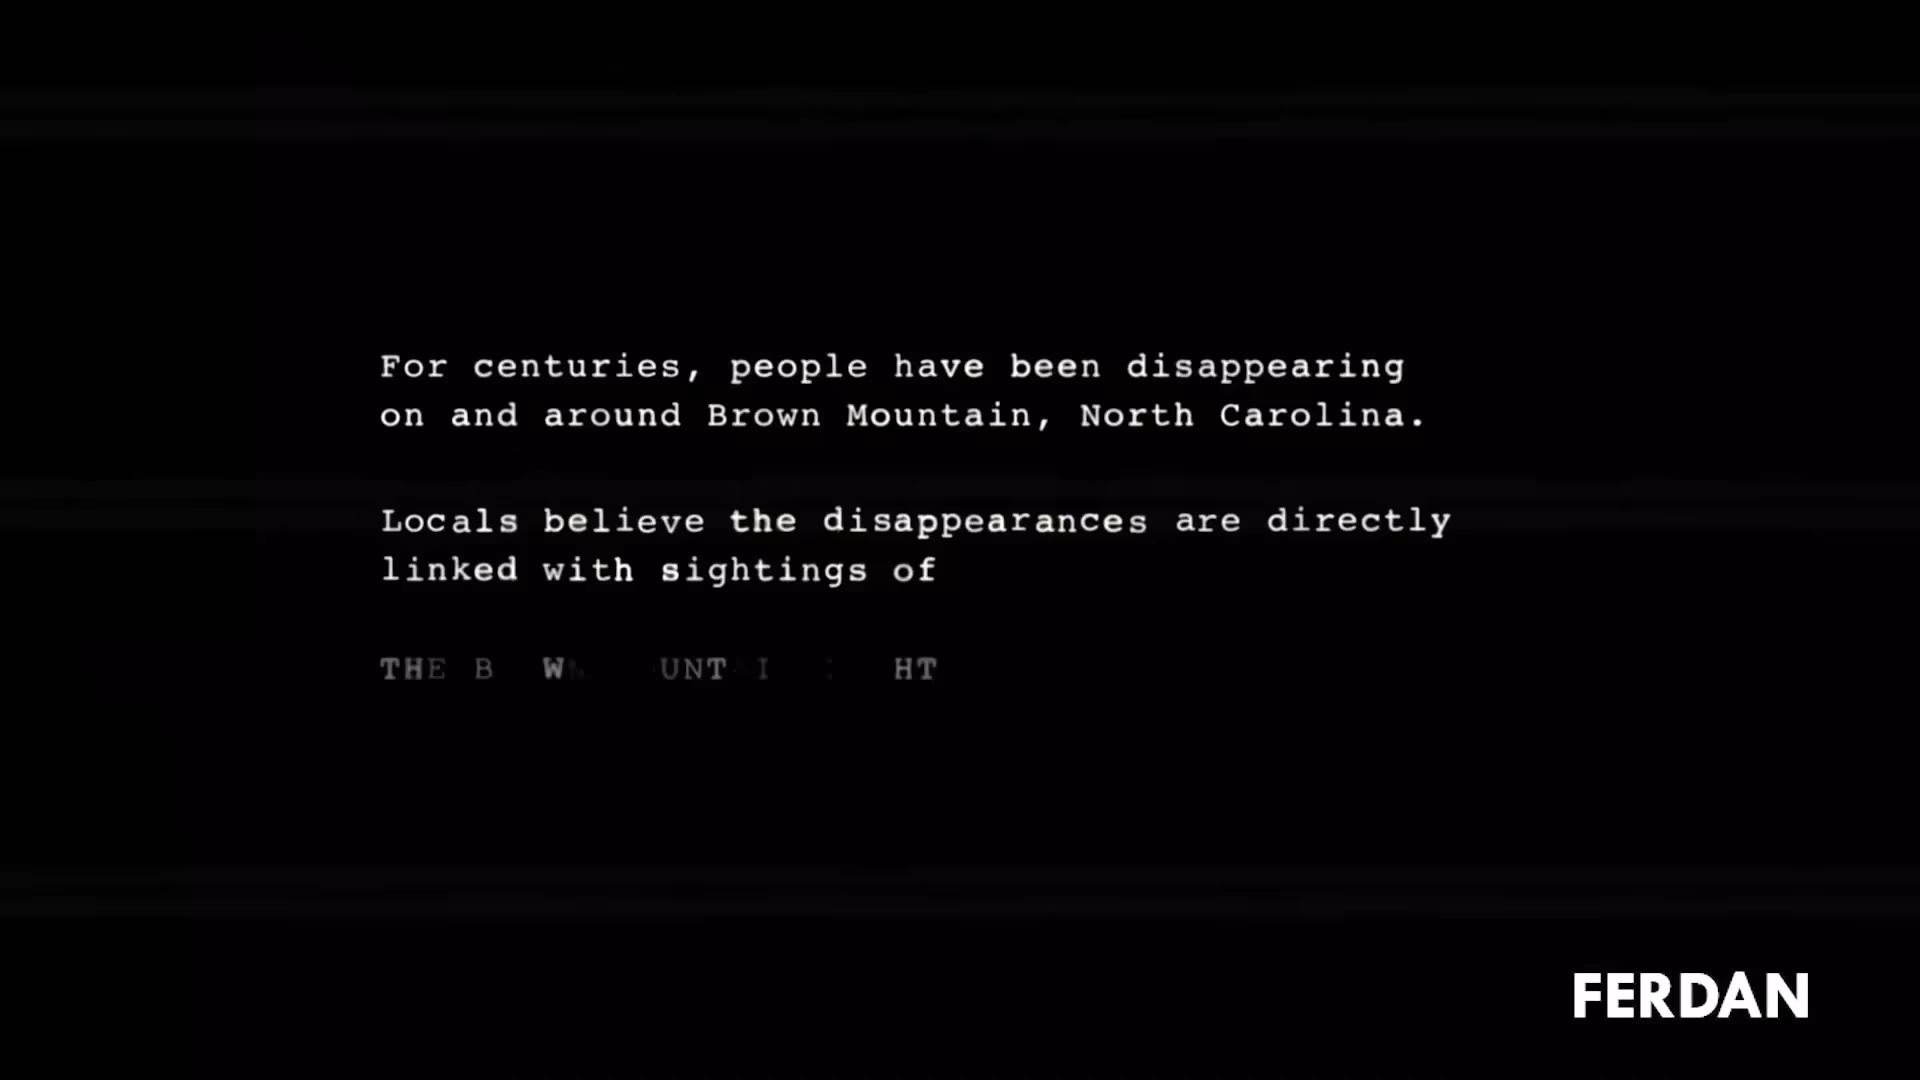 For centuries, people have been disappearing
on and around Brown Mountain, North Carolina.
Locals believe the disappearances are directly
linked with sightings of
THE
FERDAN